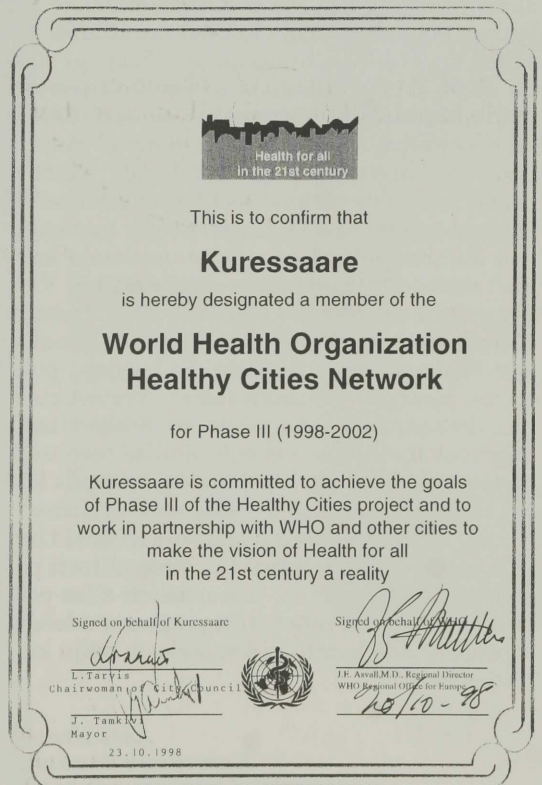 Health for all
in the 21st century
This is to confirm that
Kuressaare
is hereby designated a member of the
World Health Organization
Healthy Cities Network
for Phase III (1998-2002)
Kuressaare is committed to achieve the goals
of Phase III of the Healthy Cities project and to
work in partnership with WHO and other cities to
make the vision of Health for all
in the 21st century a reality
Signed on behalf of Kuressaare
L.Tarvis
Chairwoman of City Council
J. Tamkivi
Mayor
23.10.1998
Signed on behalf of WHO
J.E. Asvall,M.D., Regional Director
WHO Regional Office for Europe
20/10-98